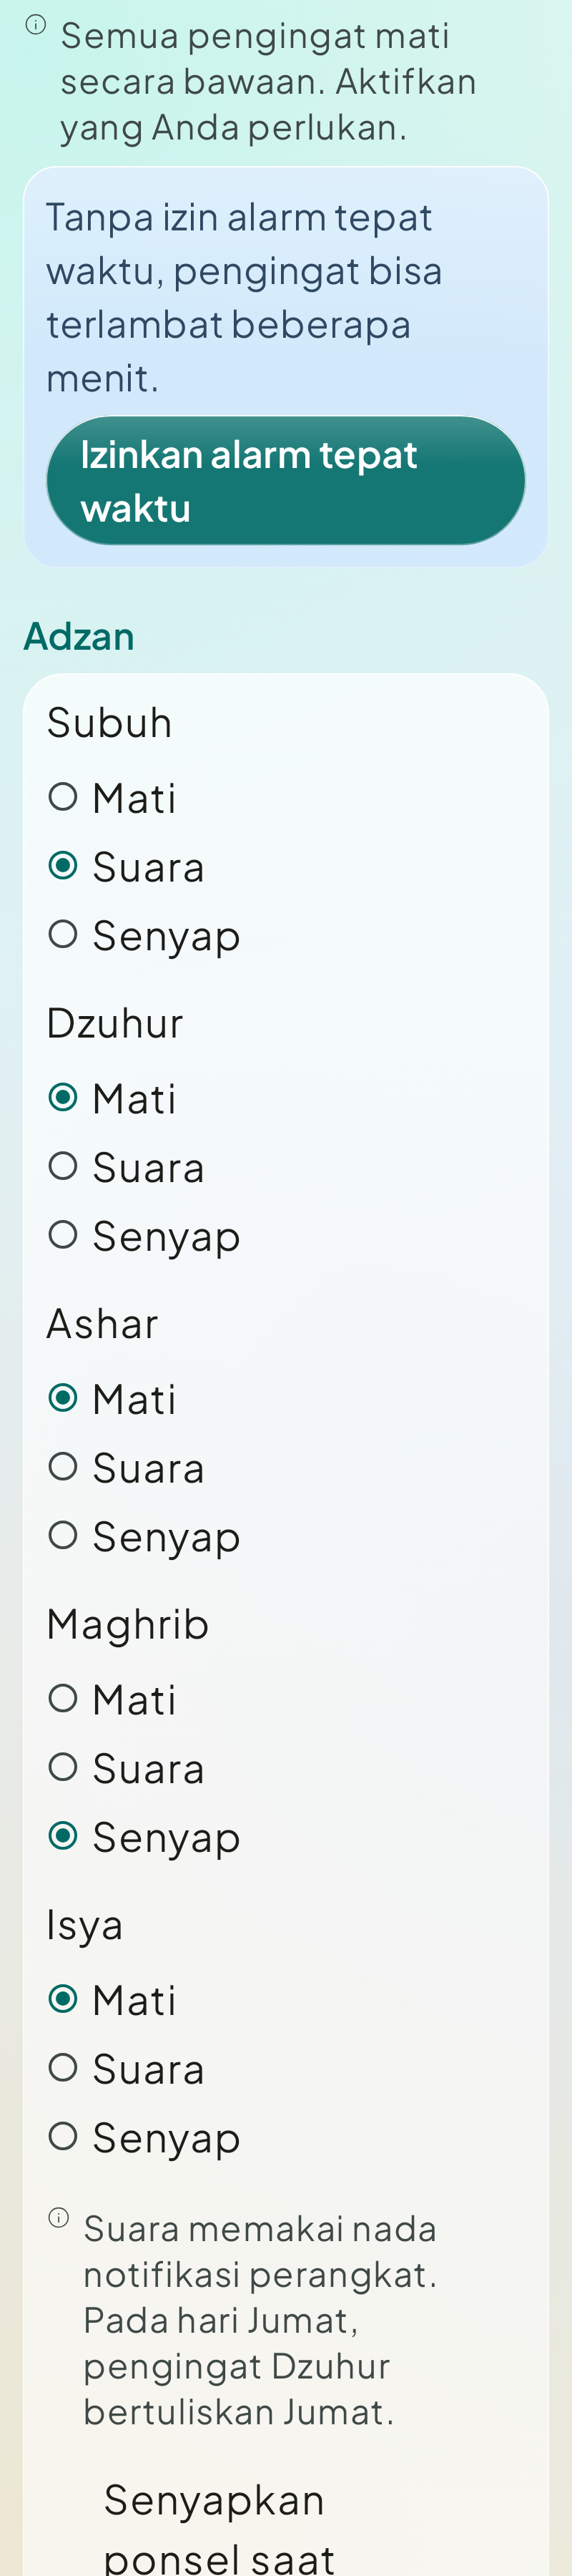 Semua pengingat mati
secara bawaan. Aktifkan
yang Anda perlukan.
Tanpa izin alarm tepat
waktu, pengingat bisa
terlambat beberapa
menit.
Izinkan alarm tepat
waktu
Adzan
Subuh
Mati
Suara
Senyap
Dzuhur
Mati
Suara
Senyap
Ashar
Mati
Suara
Senyap
Maghrib
Mati
Suara
Senyap
Isya
Mati
Suara
Senyap
Suara memakai nada
notifikasi perangkat.
Pada hari Jumat,
pengingat Dzuhur
bertuliskan Jumat.
Senyapkan
ponsel saat